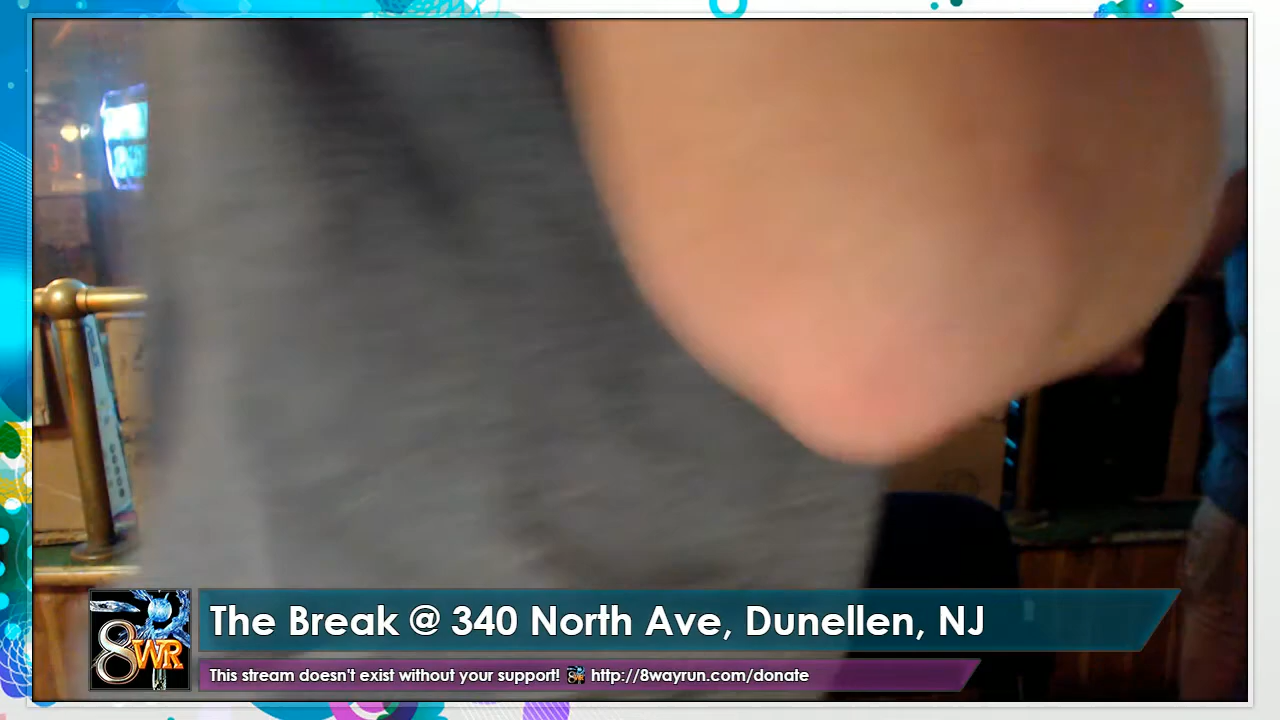 The Break @ 340 North Ave, Dunellen, NJ
8WR
This stream doesn't exist without your support! 8WR http://8wayrun.com/donate